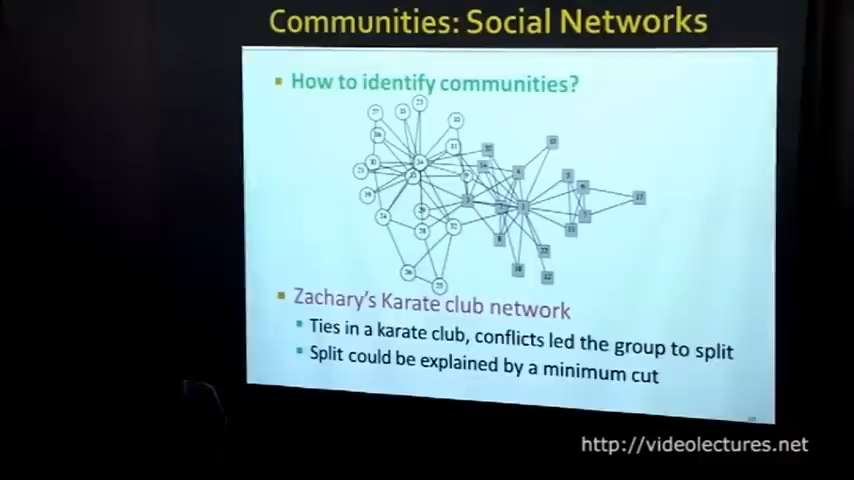 Communities: Social Networks
How to identify communities?
Zachary's Karate club network
Ties in a karate club, conflicts led the group to split
Split could be explained by a minimum cut
http://videolectures.net